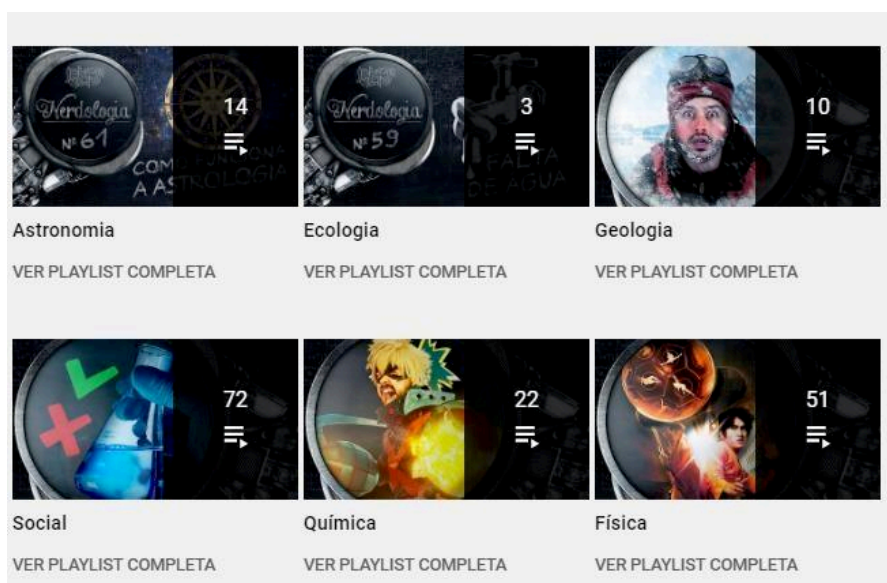 Nerdologia
Nº 61
COMO FUNCIONA
A ASTROLOGIA
14
Nerdologia
Nº 59
FALTA
DE AGUA
3
10
Astronomia
Ecologia
Geologia
VER PLAYLIST COMPLETA
VER PLAYLIST COMPLETA
VER PLAYLIST COMPLETA
72
22
51
Social
Química
Física
VER PLAYLIST COMPLETA
VER PLAYLIST COMPLETA
VER PLAYLIST COMPLETA